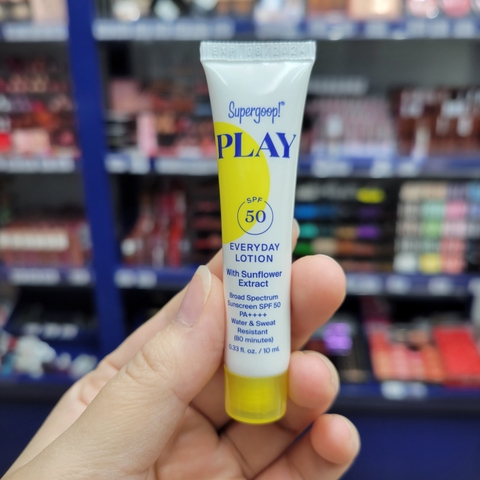 Supergoop!
PLAY
SPF
50
EVERYDAY
LOTION
With Sunflower
Extract
Broad Spectrum
Sunscreen SPF 50
PA++++
Water & Sweat
Resistant
(80 minutes)
0.33 fl. oz. / 10 mL